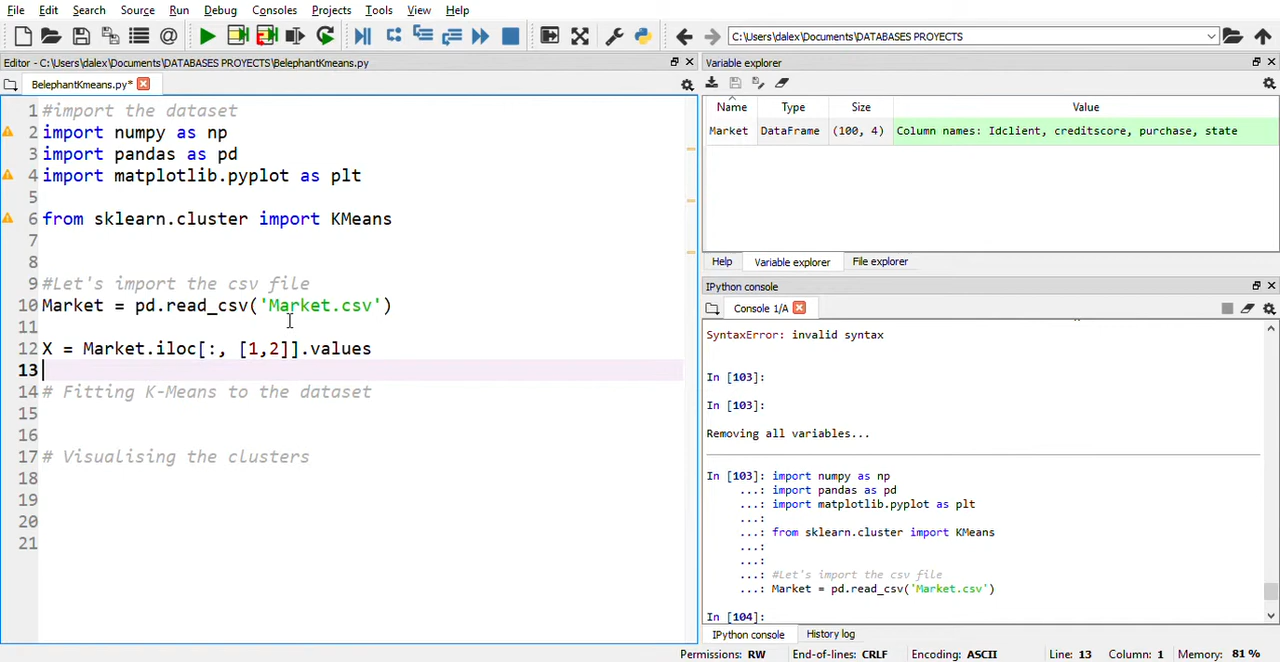 File Edit Search Source Run Debug Consoles Projects Tools View Help
C:\Users\dalex\Documents\DATABASES PROYECTS
Editor - C:\Users\dalex\Documents\DATABASES PROYECTS\BelephantKmeans.py
BelephantKmeans.py*
1 #import the dataset
2 import numpy as np
3 import pandas as pd
4 import matplotlib.pyplot as plt
5
6 from sklearn.cluster import KMeans
7
8
9 #Let's import the csv file
10 Market = pd.read_csv('Market.csv')
11
12 X = Market.iloc[:, [1,2]].values
13
14 # Fitting K-Means to the dataset
15
16
17 # Visualising the clusters
18
19
20
21
Variable explorer
Name Type Size Value
Market DataFrame (100, 4) Column names: Idclient, creditscore, purchase, state
Help Variable explorer File explorer
IPython console
Console 1/A
SyntaxError: invalid syntax
In [103]:
In [103]:
Removing all variables...
In [103]: import numpy as np
...: import pandas as pd
...: import matplotlib.pyplot as plt
...:
...: from sklearn.cluster import KMeans
...:
...:
...: #Let's import the csv file
...: Market = pd.read_csv('Market.csv')
In [104]:
IPython console History log
Permissions: RW End-of-lines: CRLF Encoding: ASCII Line: 13 Column: 1 Memory: 81 %